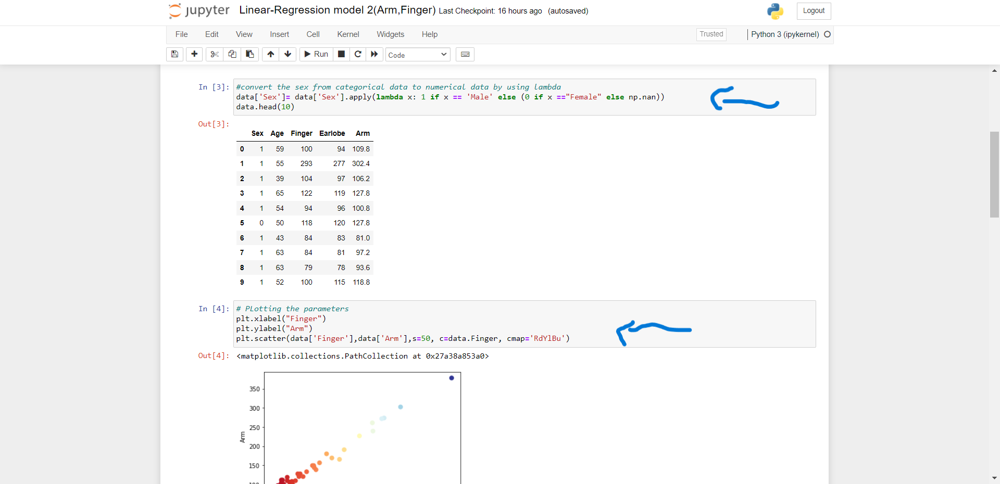 jupyter Linear-Regression model 2(Arm,Finger) Last Checkpoint: 16 hours ago (autosaved) Logout
File Edit View Insert Cell Kernel Widgets Help Trusted Python 3 (ipykernel)
Run Code
In [3]: #convert the sex from categorical data to numerical data by using lambda
data['Sex']= data['Sex'].apply(lambda x: 1 if x == 'Male' else (0 if x =="Female" else np.nan))
data.head(10)
Out[3]:
Sex Age Finger Earlobe Arm
0 1 59 100 94 109.8
1 1 55 293 277 302.4
2 1 39 104 97 106.2
3 1 65 122 119 127.8
4 1 54 94 96 100.8
5 0 50 118 120 127.8
6 1 43 84 83 81.0
7 1 63 84 81 97.2
8 1 63 79 78 93.6
9 1 52 100 115 118.8
In [4]: # PLotting the parameters
plt.xlabel("Finger")
plt.ylabel("Arm")
plt.scatter(data['Finger'],data['Arm'],s=50, c=data.Finger, cmap='RdYlBu')
Out[4]: <matplotlib.collections.PathCollection at 0x27a38a853a0>
350
300
250
Arm
200
150